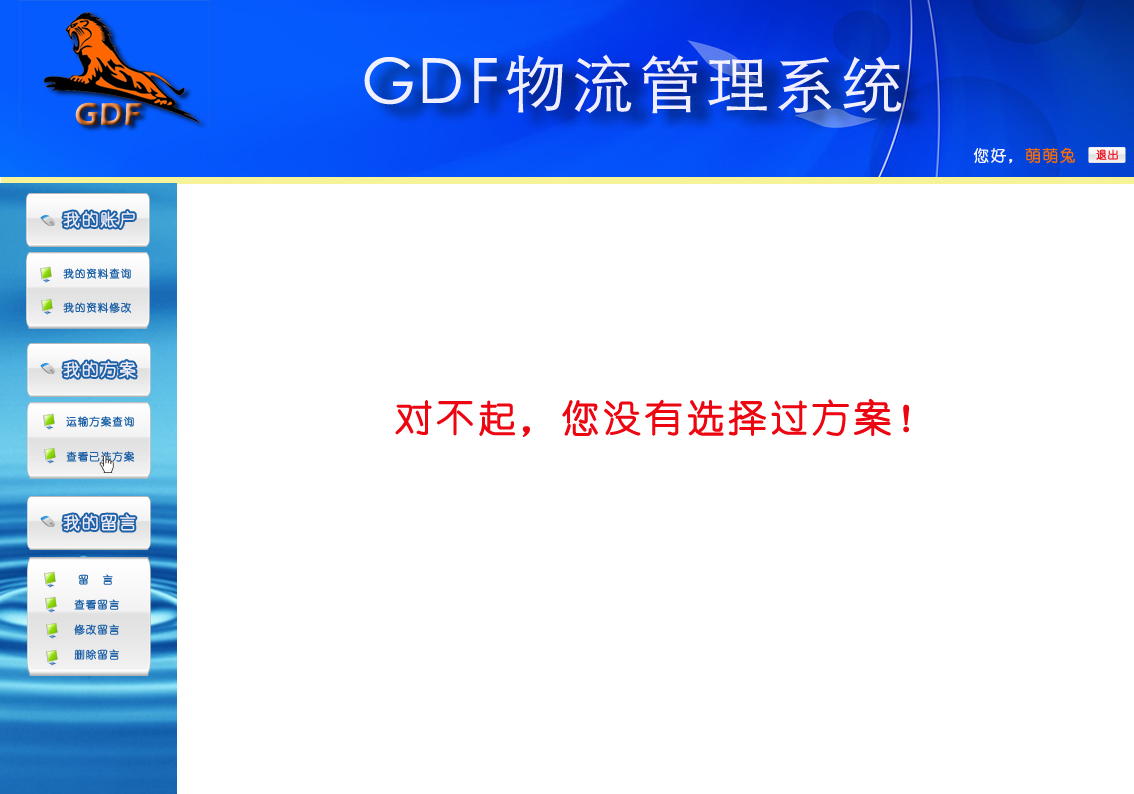 GDF
GDF物流管理系统
您好，萌萌兔 退出
我的账户
我的资料查询
我的资料修改
我的方案
运输方案查询
查看已选方案
对不起，您没有选择过方案！
我的留言
留 言
查看留言
修改留言
删除留言